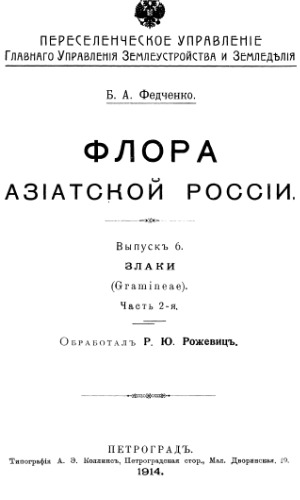 ПЕРЕСЕЛЕНЧЕСКОЕ УПРАВЛЕНІЕ
ГЛАВНАГО УПРАВЛЕНІЯ ЗЕМЛЕУСТРОЙСТВА И ЗЕМЛЕДѢЛІЯ
Б. А. Федченко.
ФЛОРА
АЗІАТСКОЙ РОССІИ.
Выпускъ 6.
ЗЛАКИ
(Gramineae).
Часть 2-я.
ОБРАБОТАЛЪ Р. Ю. Рожевицъ.
ПЕТРОГРАДЪ.
Типографія А. Э. Коллинсъ, Петроградская стор., Мал. Дворянская, 19.
1914.